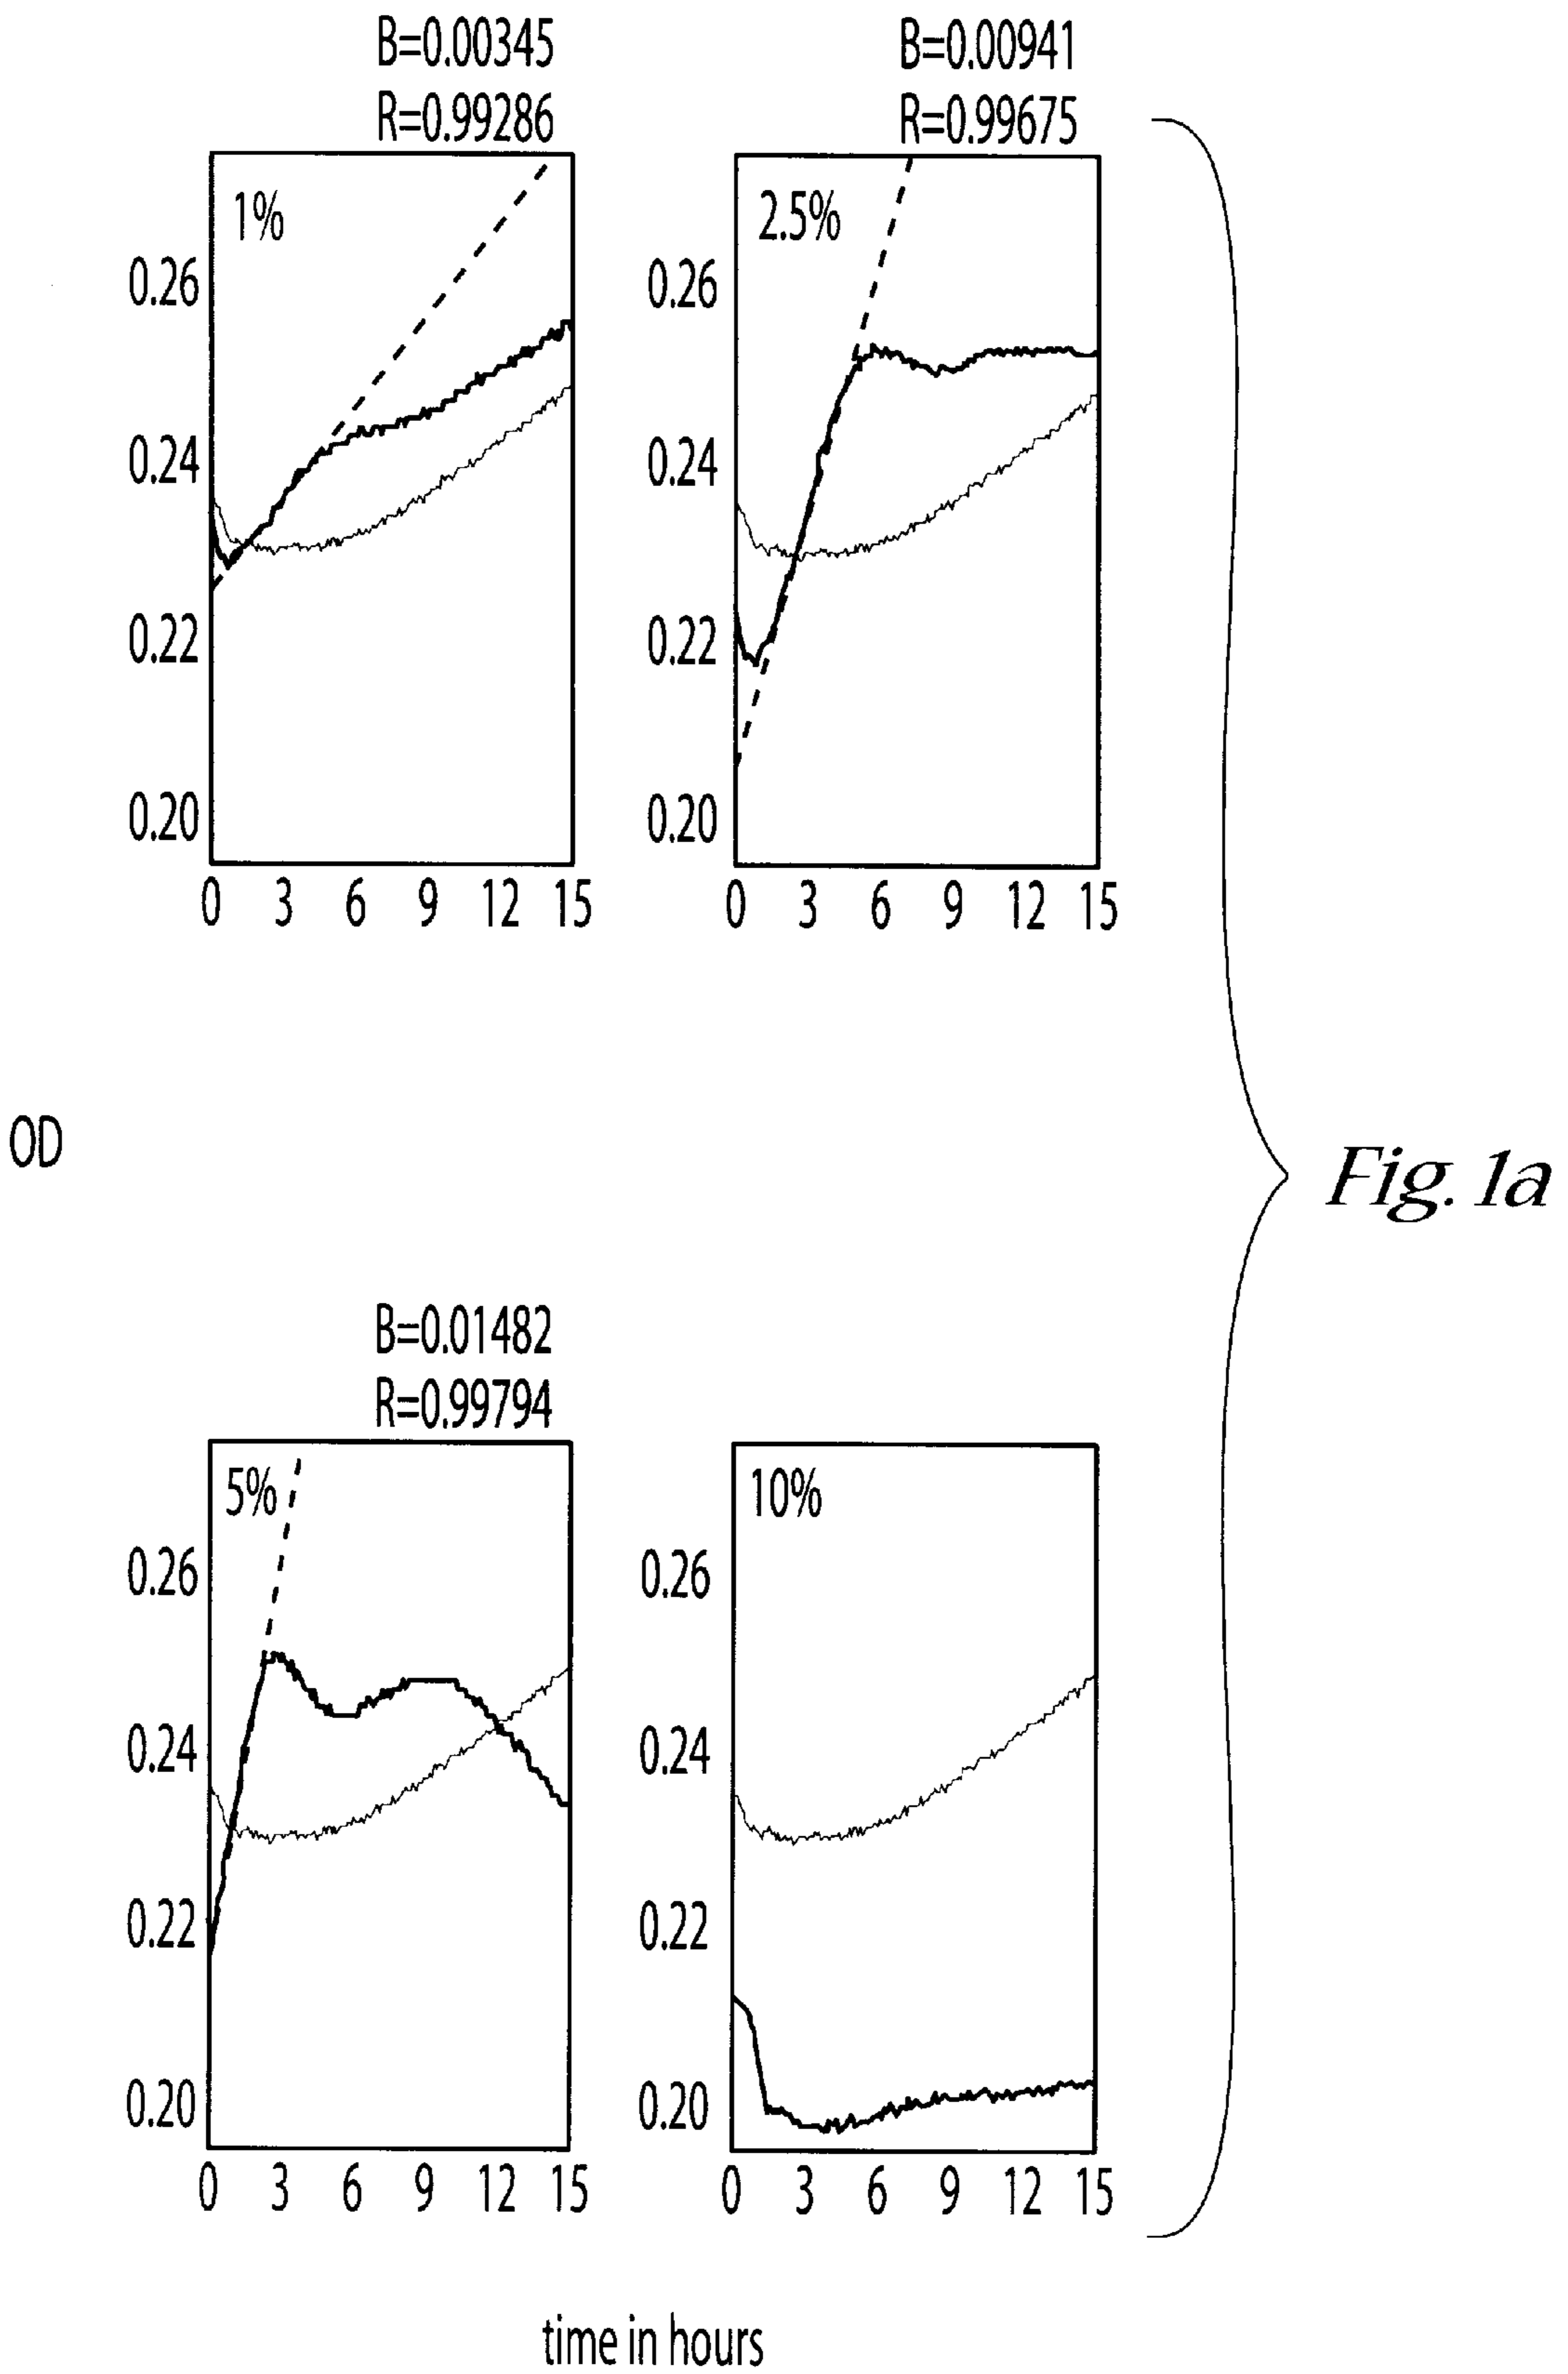 B=0.00345
R=0.99286
B=0.00941
R=0.99675
1%
2.5%
0.26
0.24
0.22
0.20
0.26
0.24
0.22
0.20
0 3 6 9 12 15
0 3 6 9 12 15
OD
Fig. 1a
B=0.01482
R=0.99794
5%
10%
0.26
0.24
0.22
0.20
0.26
0.24
0.22
0.20
0 3 6 9 12 15
0 3 6 9 12 15
time in hours